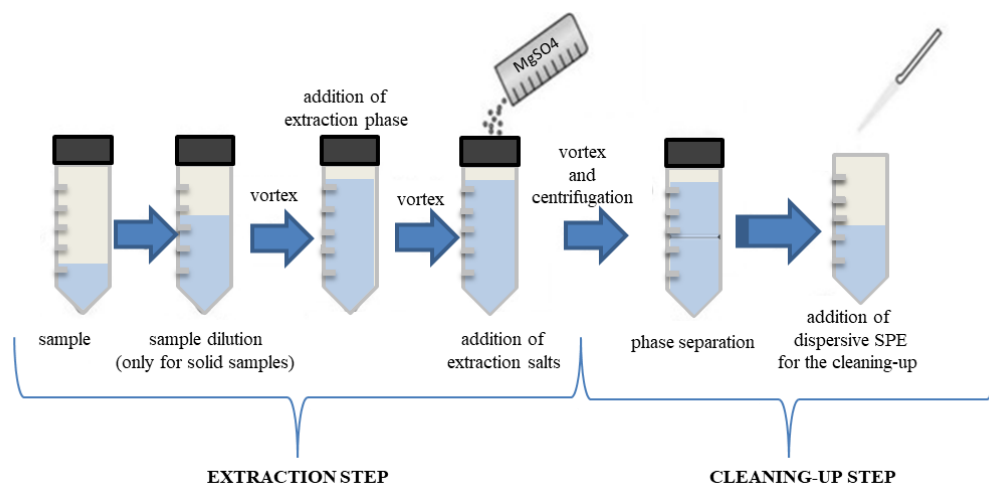 MgSO4
addition of
extraction phase
vortex
vortex
vortex
and
centrifugation
sample
sample dilution
(only for solid samples)
addition of
extraction salts
phase separation
addition of
dispersive SPE
for the cleaning-up
EXTRACTION STEP
CLEANING-UP STEP